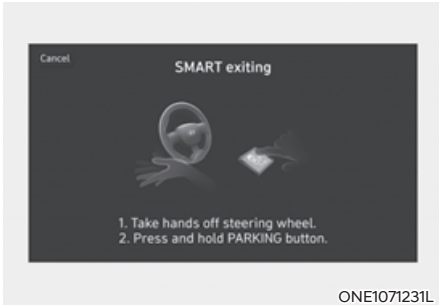 Cancel
SMART exiting
1. Take hands off steering wheel.
2. Press and hold PARKING button.
ONE1071231L